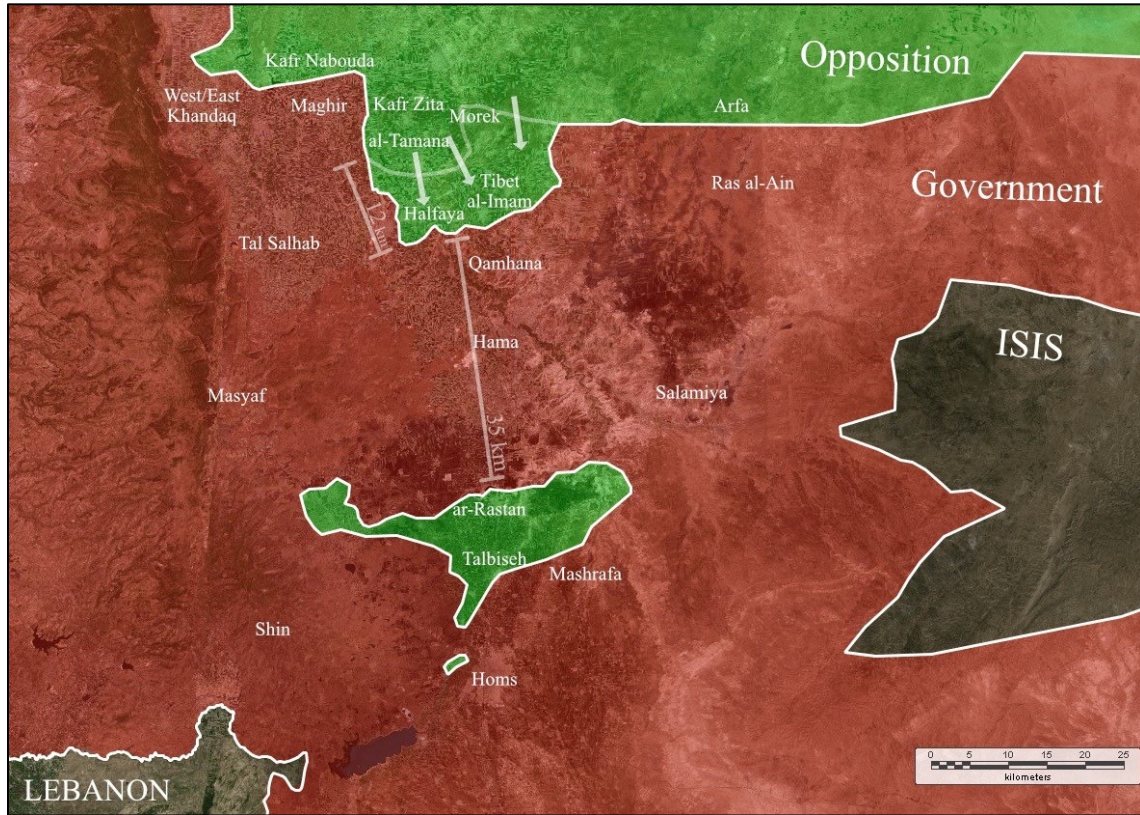 Kafr Nabouda
Opposition
West/East
Khandaq
Maghir
Kafr Zita
Morek
Arfa
al-Tamana
Tibet
al-Imam
Ras al-Ain
Government
Halfaya
12 km
Tal Salhab
Qamhana
Hama
ISIS
Masyaf
Salamiya
35 km
ar-Rastan
Talbiseh
Mashrafa
Shin
Homs
LEBANON
0 5 10 15 20 25
kilometers